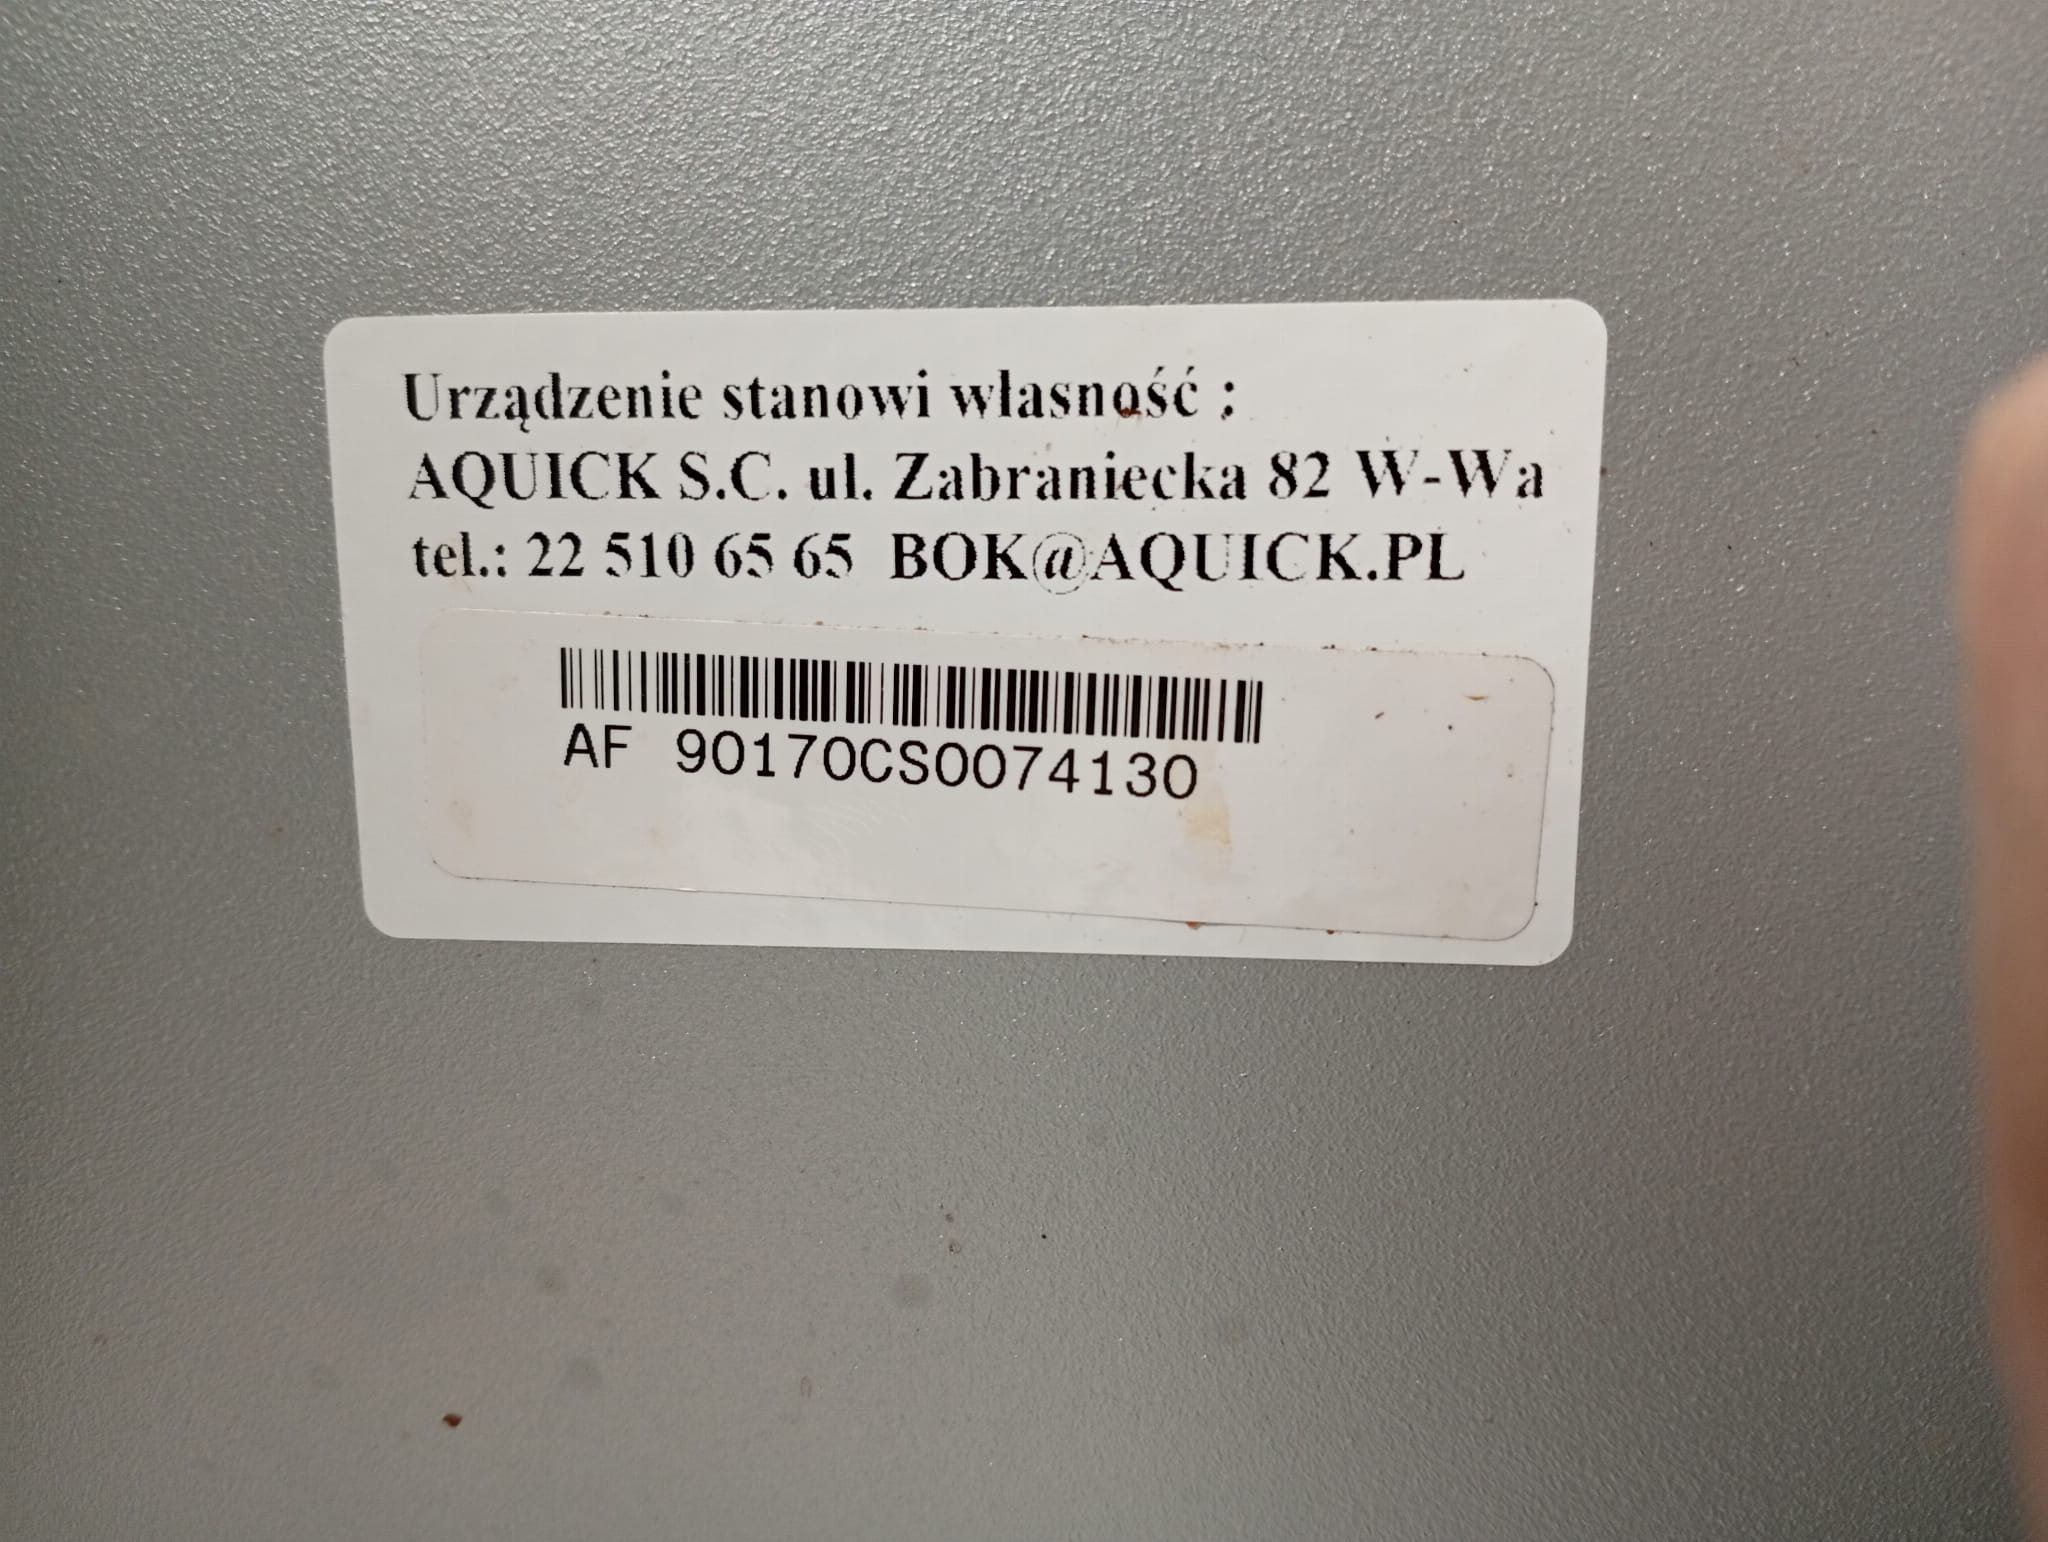 Urządzenie stanowi własność :
AQUICK S.C. ul. Zabraniecka 82 W-Wa
tel.: 22 510 65 65 BOK@AQUICK.PL
AF 90170CS0074130